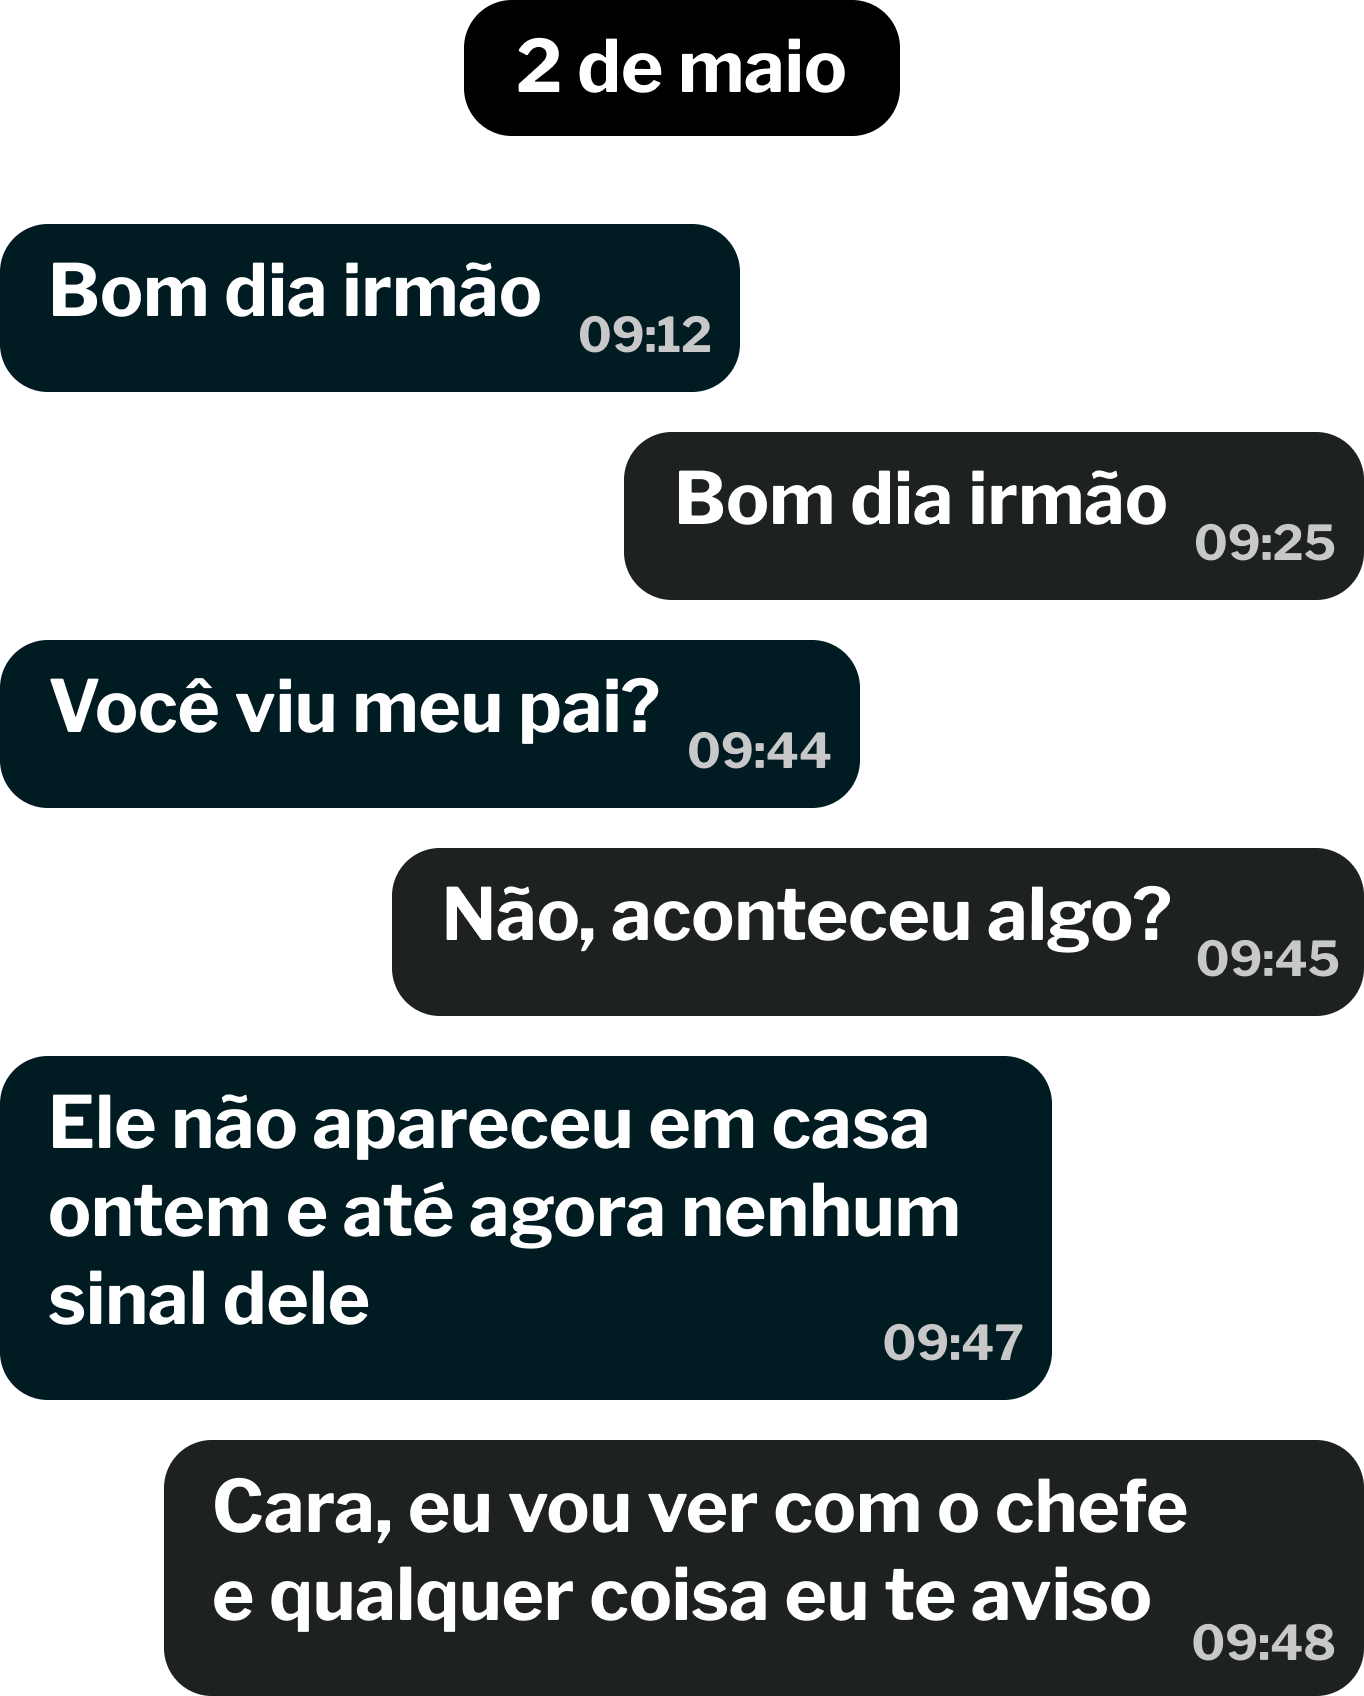 2 de maio
Bom dia irmão
09:12
Bom dia irmão
09:25
Você viu meu pai?
09:44
Não, aconteceu algo?
09:45
Ele não apareceu em casa
ontem e até agora nenhum
sinal dele
09:47
Cara, eu vou ver com o chefe
e qualquer coisa eu te aviso
09:48